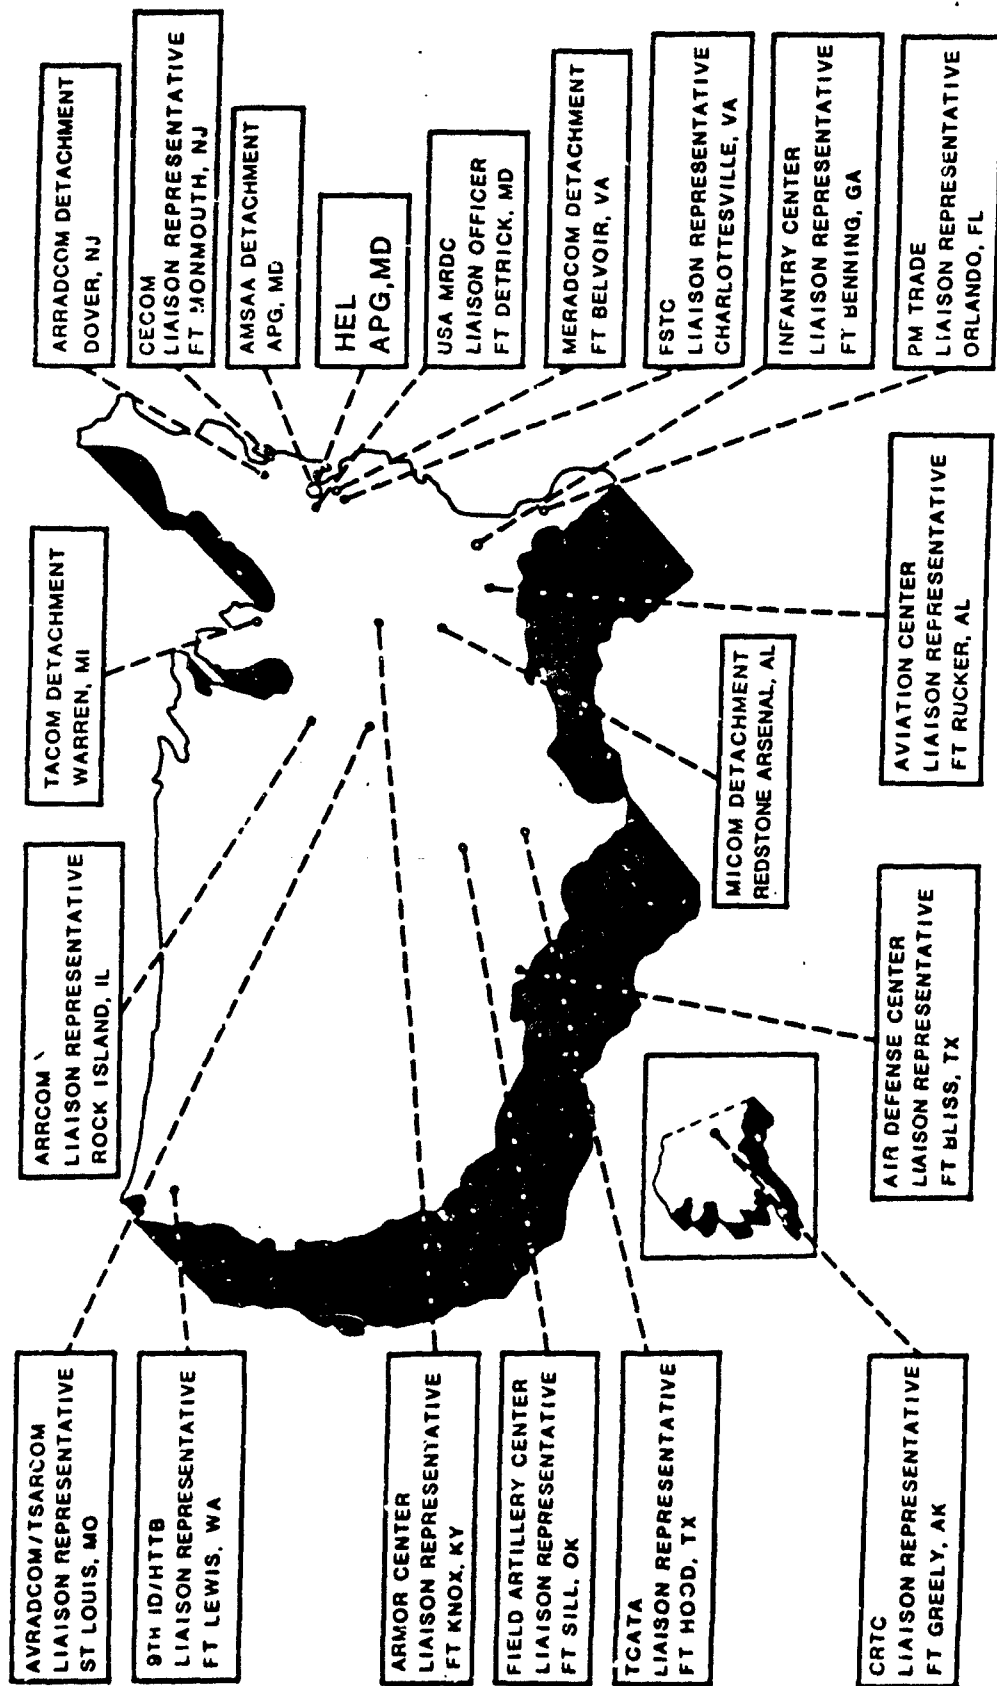 AVRADCOM/TSARCOM
LIAISON REPRESENTATIVE
ST LOUIS, MO
9TH ID/HTTB
LIAISON REPRESENTATIVE
FT LEWIS, WA
ARMOR CENTER
LIAISON REPRESENTATIVE
FT KNOX, KY
FIELD ARTILLERY CENTER
LIAISON REPRESENTATIVE
FT SILL, OK
TCATA
LIAISON REPRESENTATIVE
FT HOOD, TX
CRTC
LIAISON REPRESENTATIVE
FT GREELY, AK
ARRCOM
LIAISON REPRESENTATIVE
ROCK ISLAND, IL
TACOM DETACHMENT
WARREN, MI
MICOM DETACHMENT
REDSTONE ARSENAL, AL
AIR DEFENSE CENTER
LIAISON REPRESENTATIVE
FT BLISS, TX
AVIATION CENTER
LIAISON REPRESENTATIVE
FT RUCKER, AL
ARRADCOM DETACHMENT
DOVER, NJ
CECOM
LIAISON REPRESENTATIVE
FT MONMOUTH, NJ
AMSAA DETACHMENT
APG, MD
HEL
APG, MD
USA MRDC
LIAISON OFFICER
FT DETRICK, MD
MERADCOM DETACHMENT
FT BELVOIR, VA
FSTC
LIAISON REPRESENTATIVE
CHARLOTTESVILLE, VA
INFANTRY CENTER
LIAISON REPRESENTATIVE
FT BENNING, GA
PM TRADE
LIAISON REPRESENTATIVE
ORLANDO, FL